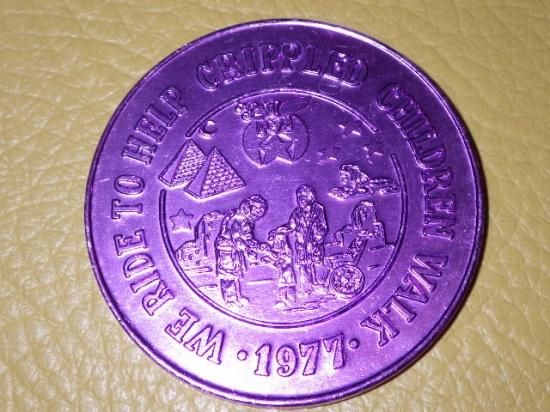 WE RIDE TO HELP CRIPPLED CHILDREN WALK
· 1977 ·